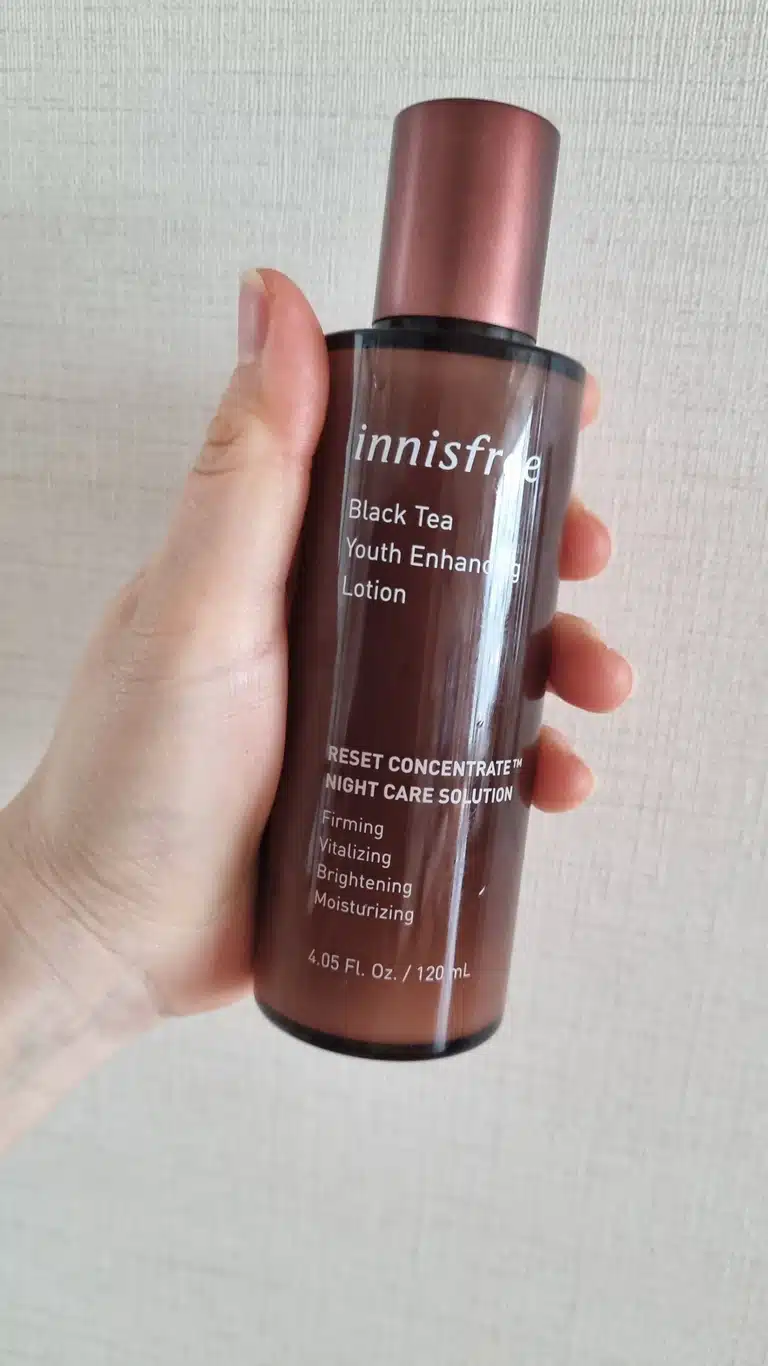 innisfree
Black Tea
Youth Enhancing
Lotion
RESET CONCENTRATE™
NIGHT CARE SOLUTION
Firming
Vitalizing
Brightening
Moisturizing
4.05 Fl. Oz. / 120 mL